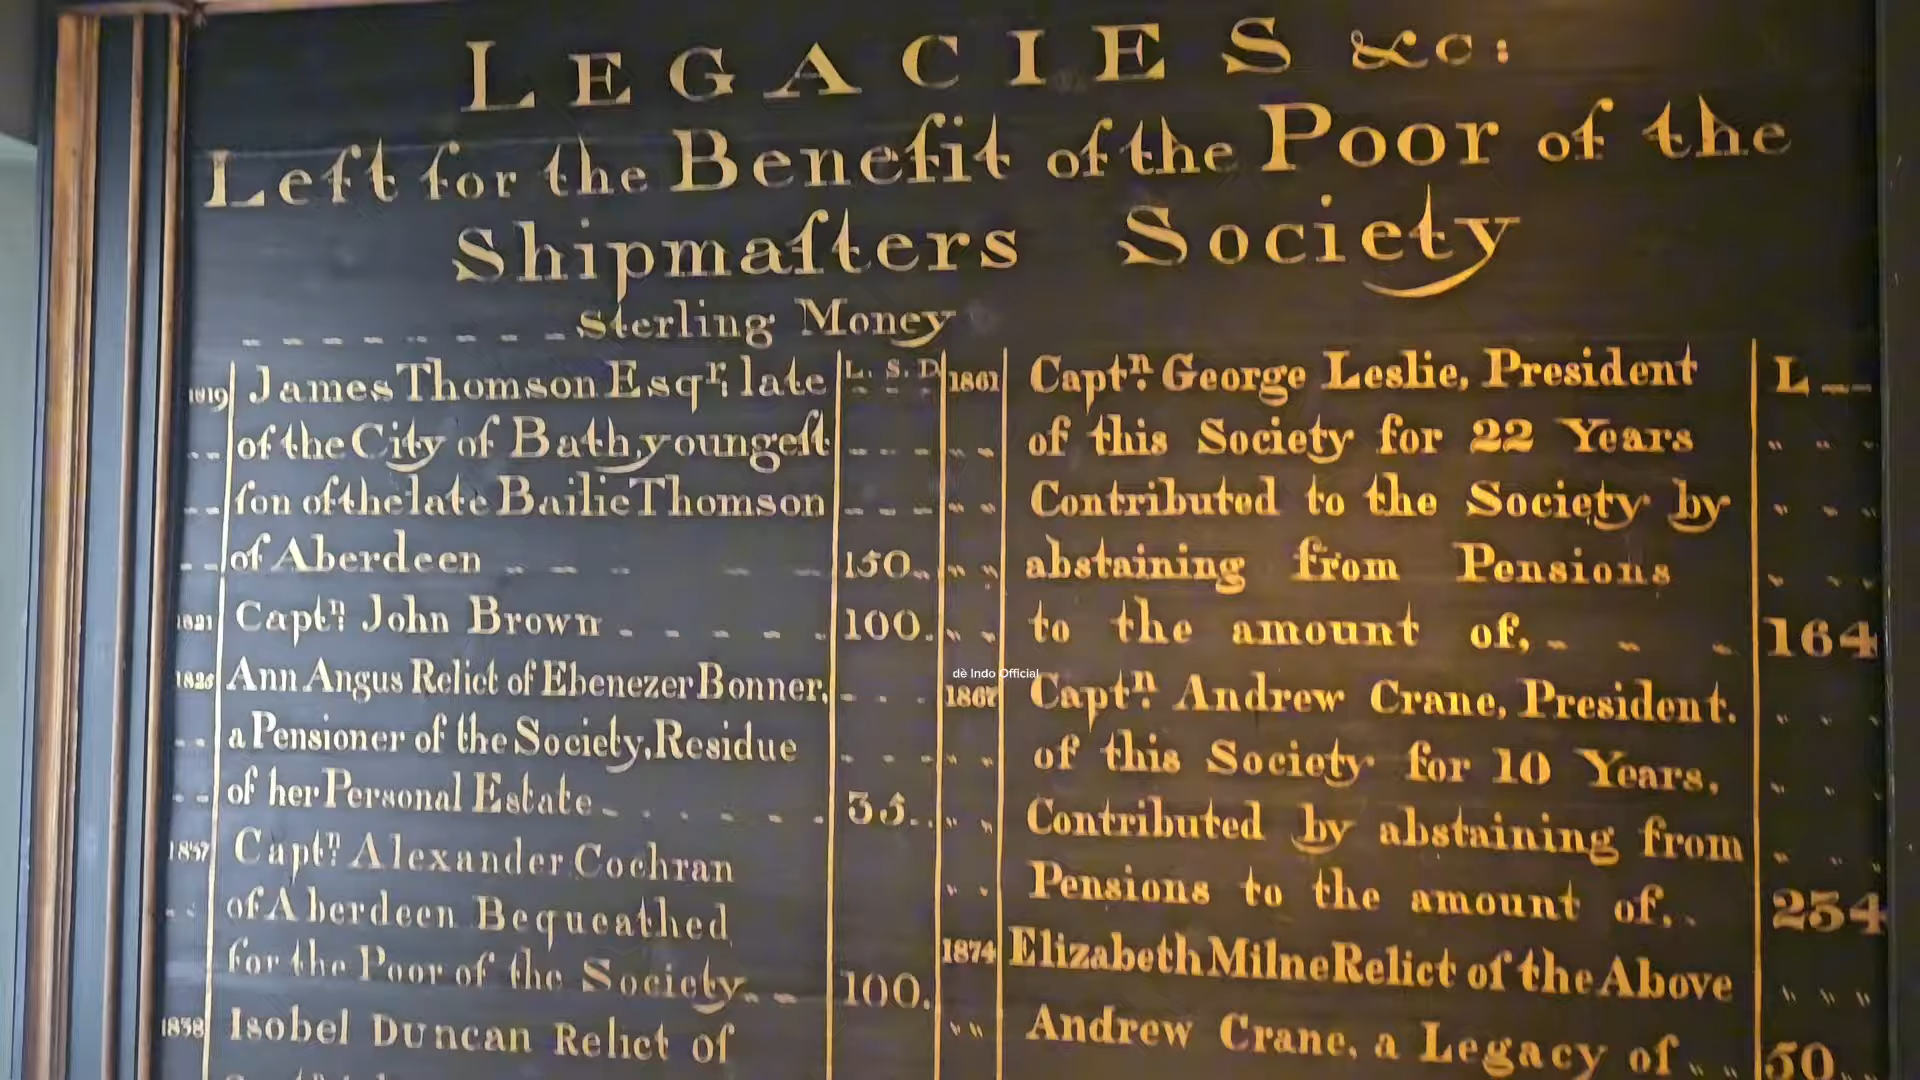 LEGACIES &c:
Left for the Benefit of the Poor of the
Shipmaſters Society
Sterling Money
L. S. D
1819 James Thomson Esqr. late
of the City of Bath, youngeſt
ſon of the late Bailie Thomson
of Aberdeen 150
1821 Captn. John Brown 100.
1826 Ann Angus Relict of Ebenezer Bonner,
a Pensioner of the Society, Residue
of her Personal Estate 35.
1837 Captn. Alexander Cochran
of Aberdeen Bequeathed
for the Poor of the Society 100.
1838 Isobel Duncan Relict of
1861 Captn. George Leslie, President L
of this Society for 22 Years
Contributed to the Society by
abstaining from Pensions
to the amount of, 164
dè Indo Official
1867 Captn. Andrew Crane, President.
of this Society for 10 Years,
Contributed by abstaining from
Pensions to the amount of, 254
1874 Elizabeth Milne Relict of the Above
Andrew Crane, a Legacy of 50